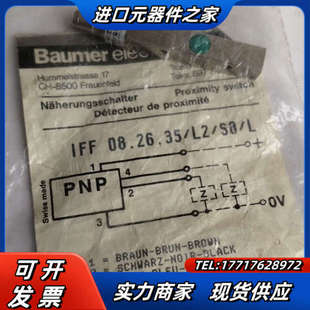 进口元器件之家
Baumer elec
Hummelstrasse 17
CH-8500 Frauenfeld
Näherungsschalter
Proximity switch
Détecteur de proximité
IFF 08.26.35/L2/S0/L
Swiss made
PNP
1
4
2
3
+
Z
Z
0V
1 = BRAUN-BRUN-BROWN
= SCHWARZ-NOIR-BLACK
可开
发票
TEL:17717628972
实力商家 现货供应